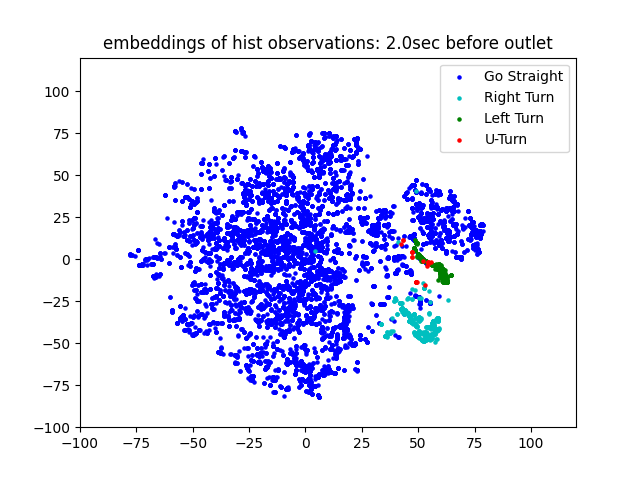 embeddings of hist observations: 2.0sec before outlet
Go Straight
Right Turn
Left Turn
U-Turn
100
75
50
25
0
−25
−50
−75
−100
−100 −75 −50 −25 0 25 50 75 100